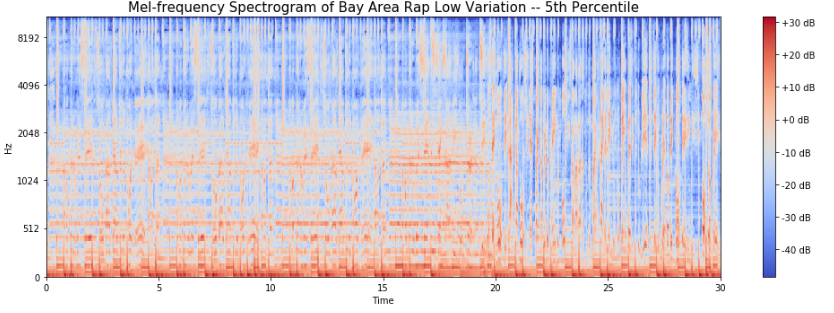 Mel-frequency Spectrogram of Bay Area Rap Low Variation -- 5th Percentile
8192
4096
2048
1024
512
0
Hz
0 5 10 15 20 25 30
Time
+30 dB
+20 dB
+10 dB
+0 dB
-10 dB
-20 dB
-30 dB
-40 dB